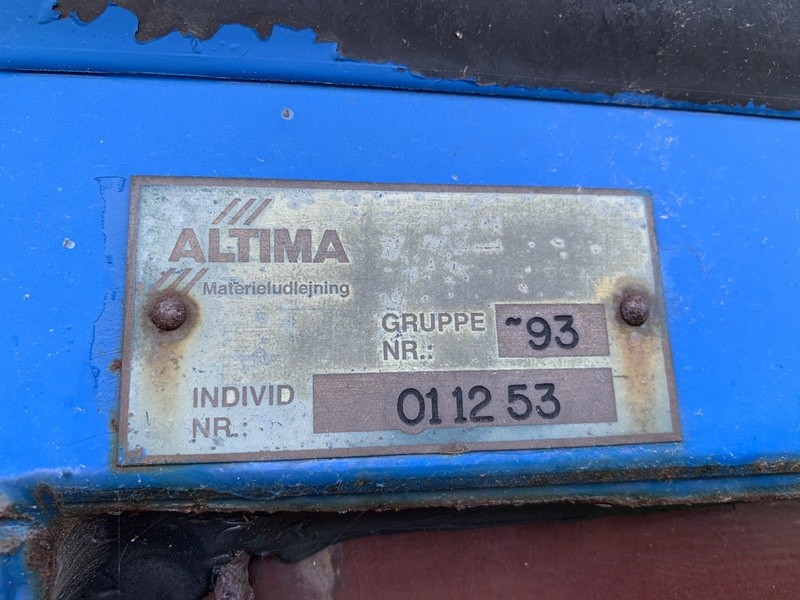 ALTIMA
Materieludlejning
GRUPPE NR.: ~93
INDIVID NR.: 01 12 53